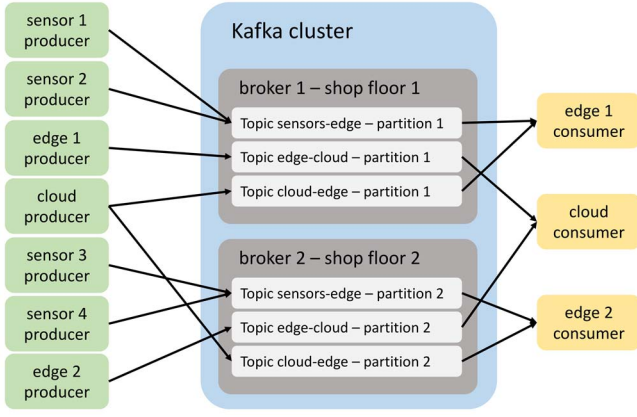 sensor 1
producer
sensor 2
producer
edge 1
producer
cloud
producer
sensor 3
producer
sensor 4
producer
edge 2
producer
Kafka cluster
broker 1 – shop floor 1
Topic sensors-edge – partition 1
Topic edge-cloud – partition 1
Topic cloud-edge – partition 1
broker 2 – shop floor 2
Topic sensors-edge – partition 2
Topic edge-cloud – partition 2
Topic cloud-edge – partition 2
edge 1
consumer
cloud
consumer
edge 2
consumer